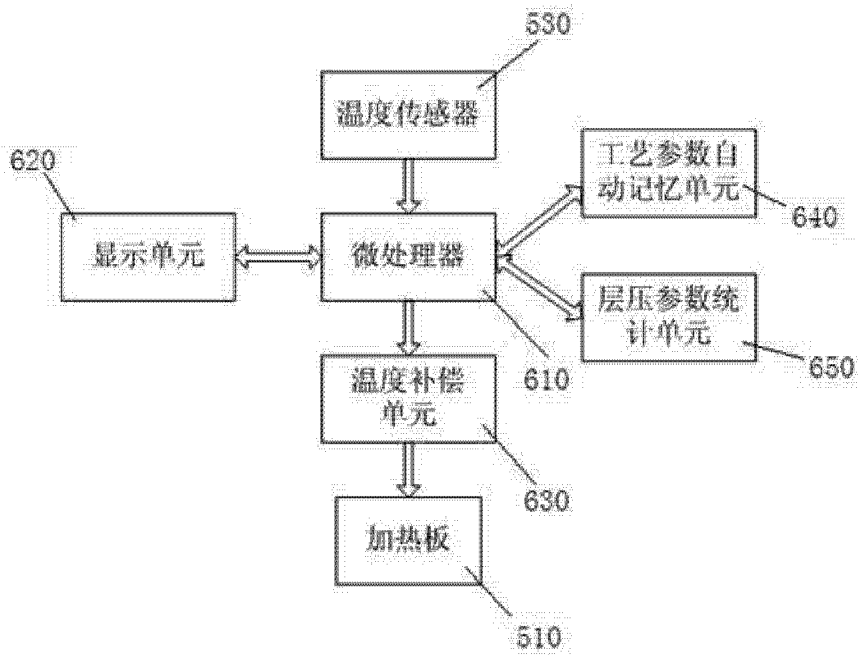 530
温度传感器
工艺参数自
动记忆单元
620
640
显示单元
微处理器
层压参数统
计单元
610
650
温度补偿
单元
630
加热板
510